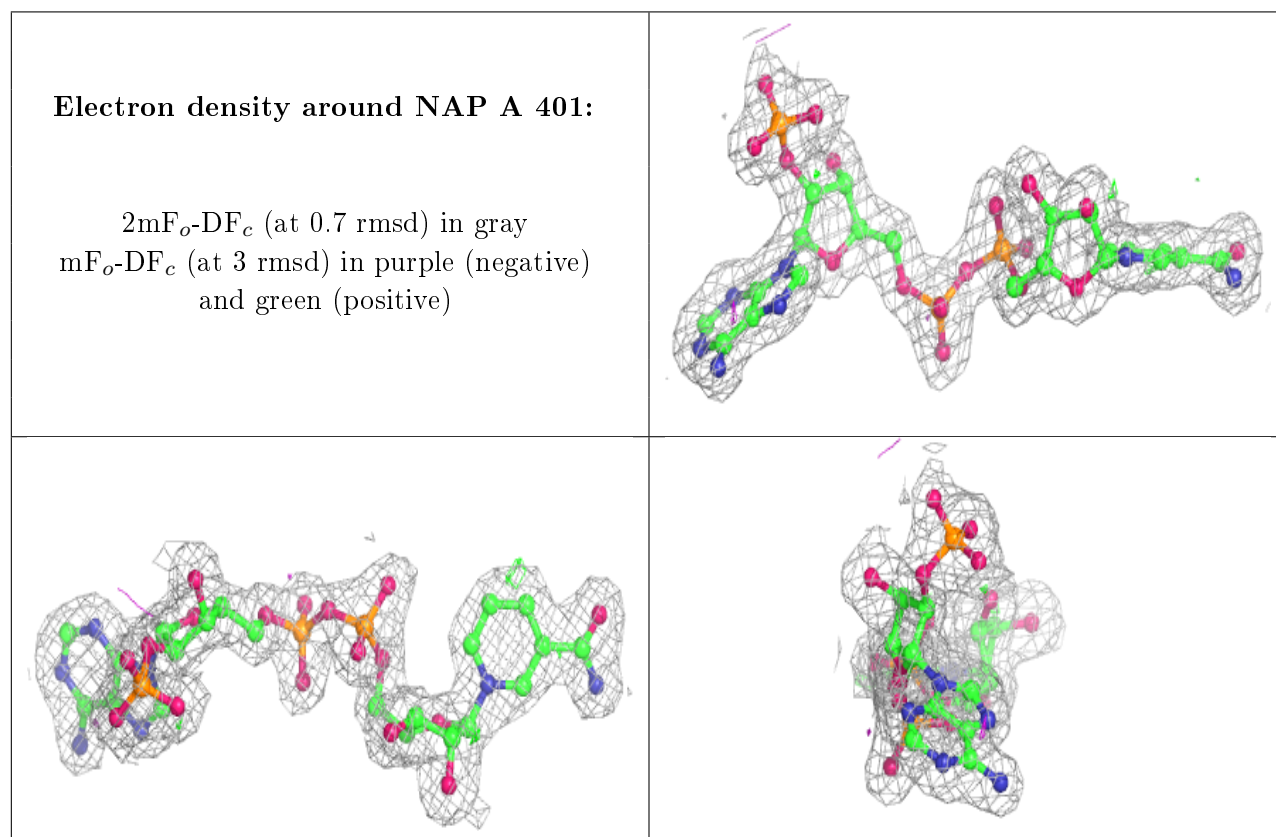 Electron density around NAP A 401:
2mFo-DFc (at 0.7 rmsd) in gray
mFo-DFc (at 3 rmsd) in purple (negative)
and green (positive)